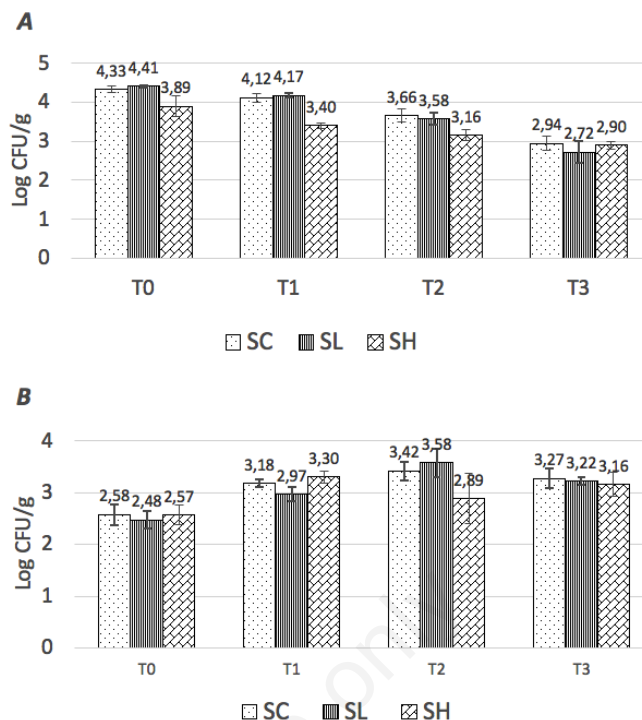 A
5
4,33 4,41 3,89 4,12 4,17 3,40 3,66 3,58 3,16 2,94 2,72 2,90
4
3
2
1
0
Log CFU/g
T0 T1 T2 T3
SC SL SH
B
4
3
2
1
0
Log CFU/g
2,58 2,48 2,57 3,18 2,97 3,30 3,42 3,58 2,89 3,27 3,22 3,16
T0 T1 T2 T3
SC SL SH